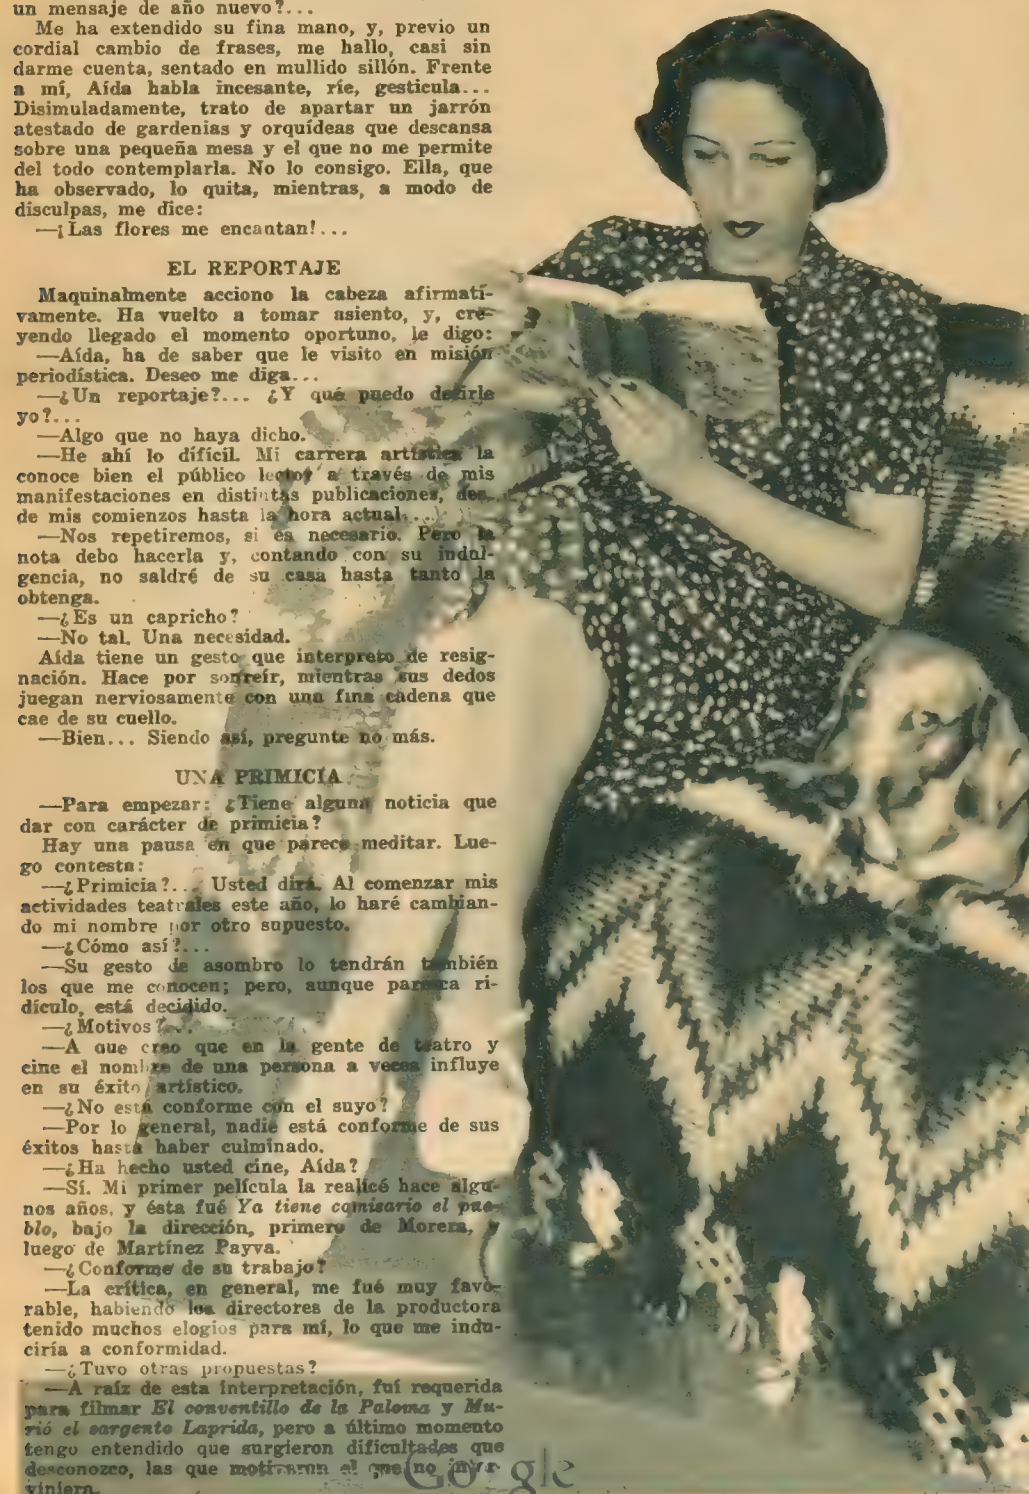 un mensaje de año nuevo?...
Me ha extendido su fina mano, y, previo un
cordial cambio de frases, me hallo, casi sin
darme cuenta, sentado en mullido sillón. Frente
a mí, Aída habla incesante, ríe, gesticula...
Disimuladamente, trato de apartar un jarrón
atestado de gardenias y orquídeas que descansa
sobre una pequeña mesa y el que no me permite
del todo contemplarla. No lo consigo. Ella, que
ha observado, lo quita, mientras, a modo de
disculpas, me dice:
—¡Las flores me encantan!...
EL REPORTAJE
Maquinalmente acciono la cabeza afirmati-
vamente. Ha vuelto a tomar asiento, y, cre-
yendo llegado el momento oportuno, le digo:
—Aída, ha de saber que le visito en misión
periodística. Deseo me diga...
—¿Un reportaje?... ¿Y qué puedo decirle
yo?...
—Algo que no haya dicho.
—He ahí lo difícil. Mi carrera artística la
conoce bien el público lector a través de mis
manifestaciones en distintas publicaciones, des-
de mis comienzos hasta la hora actual...
—Nos repetiremos, si es necesario. Pero la
nota debo hacerla y, contando con su indul-
gencia, no saldré de su casa hasta tanto la
obtenga.
—¿Es un capricho?
—No tal. Una necesidad.
Aída tiene un gesto que interpreto de resig-
nación. Hace por sonreír, mientras sus dedos
juegan nerviosamente con una fina cadena que
cae de su cuello.
—Bien... Siendo así, pregunte no más.
UNA PRIMICIA
—Para empezar: ¿Tiene alguna noticia que
dar con carácter de primicia?
Hay una pausa en que parece meditar. Lue-
go contesta:
—¿Primicia?... Usted dirá. Al comenzar mis
actividades teatrales este año, lo haré cambian-
do mi nombre por otro supuesto.
—¿Cómo así?...
—Su gesto de asombro lo tendrán también
los que me conocen; pero, aunque parezca ri-
dículo, está decidido.
—¿Motivos?...
—A que creo que en la gente de teatro y
cine el nombre de una persona a veces influye
en su éxito artístico.
—¿No está conforme con el suyo?
—Por lo general, nadie está conforme de sus
éxitos hasta haber culminado.
—¿Ha hecho usted cine, Aída?
—Sí. Mi primer película la realicé hace algu-
nos años, y ésta fué Ya tiene comisario el pue-
blo, bajo la dirección, primero de Morera, y
luego de Martínez Payva.
—¿Conforme de su trabajo?
—La crítica, en general, me fué muy favo-
rable, habiendo los directores de la productora
tenido muchos elogios para mí, lo que me indu-
ciría a conformidad.
—¿Tuvo otras propuestas?
—A raíz de esta interpretación, fuí requerida
para filmar El conventillo de la Paloma y Mu-
rió el sargento Laprida, pero a último momento
tengo entendido que surgieron dificultades que
desconozco, las que motivaron el que no inter-
viniera.
Google